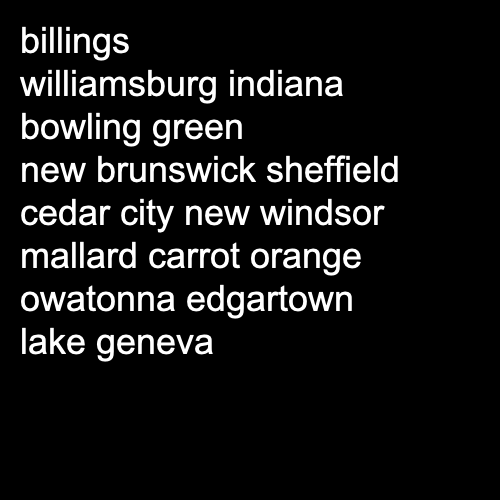 billings
williamsburg indiana
bowling green
new brunswick sheffield
cedar city new windsor
mallard carrot orange
owatonna edgartown
lake geneva